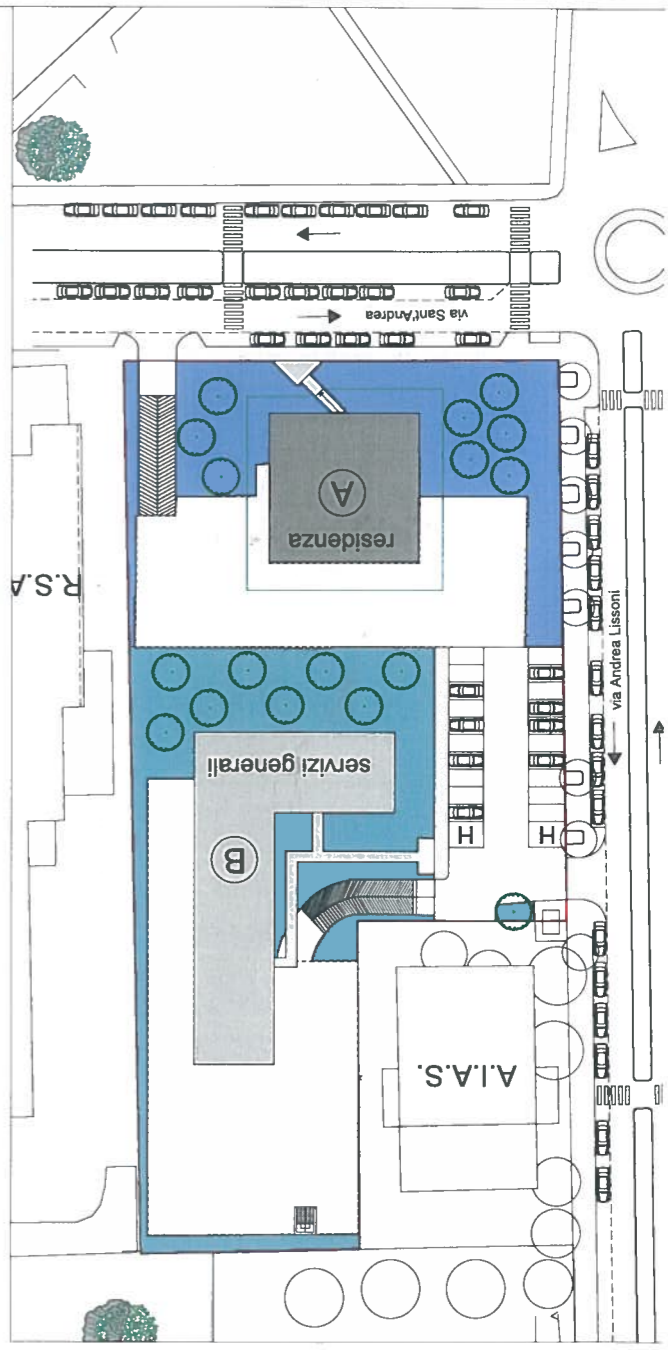 via Sant'Andrea
R.S.A
A
residenza
via Andrea Lissoni
servizi generali
H
H
B
A.I.A.S.